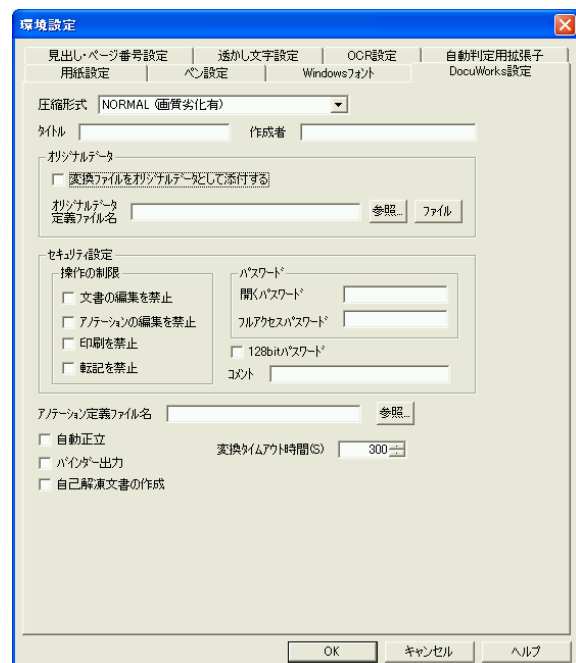 環境設定
見出し・ページ番号設定 透かし文字設定 OCR設定 自動判定用拡張子
用紙設定 ペン設定 Windowsフォント DocuWorks設定
圧縮形式 NORMAL (画質劣化有)
タイトル 作成者
オリジナルデータ
変換ファイルをオリジナルデータとして添付する
オリジナルデータ
定義ファイル名 参照... ファイル
セキュリティ設定
操作の制限
文書の編集を禁止
アノテーションの編集を禁止
印刷を禁止
転記を禁止
パスワード
開くパスワード
フルアクセスパスワード
128bitパスワード
コメント
アノテーション定義ファイル名 参照...
自動正立
バインダー出力
自己解凍文書の作成
変換タイムアウト時間(S) 300
OK キャンセル ヘルプ